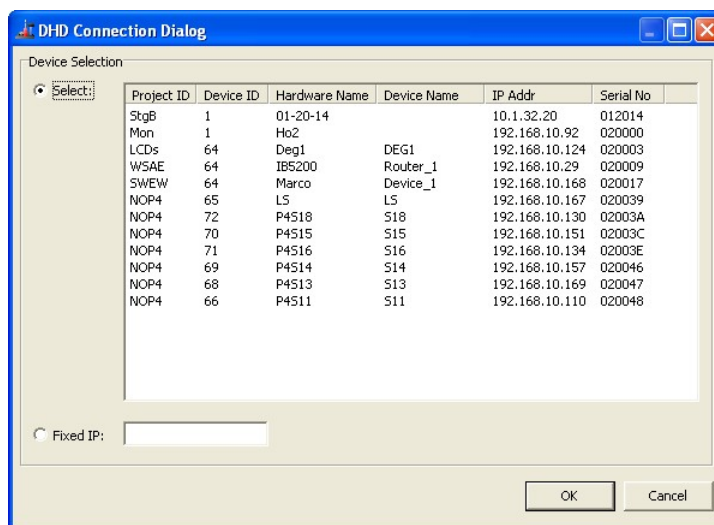 DHD Connection Dialog
Device Selection
Select:
Project ID Device ID Hardware Name Device Name IP Addr Serial No
StgB 1 01-20-14 10.1.32.20 012014
Mon 1 Ho2 192.168.10.92 020000
LCDs 64 Deg1 DEG1 192.168.10.124 020003
WSAE 64 IB5200 Router_1 192.168.10.29 020009
SWEW 64 Marco Device_1 192.168.10.168 020017
NOP4 65 LS LS 192.168.10.167 020039
NOP4 72 P4S18 S18 192.168.10.130 02003A
NOP4 70 P4S15 S15 192.168.10.151 02003C
NOP4 71 P4S16 S16 192.168.10.134 02003E
NOP4 69 P4S14 S14 192.168.10.157 020046
NOP4 68 P4S13 S13 192.168.10.169 020047
NOP4 66 P4S11 S11 192.168.10.110 020048
Fixed IP:
OK Cancel